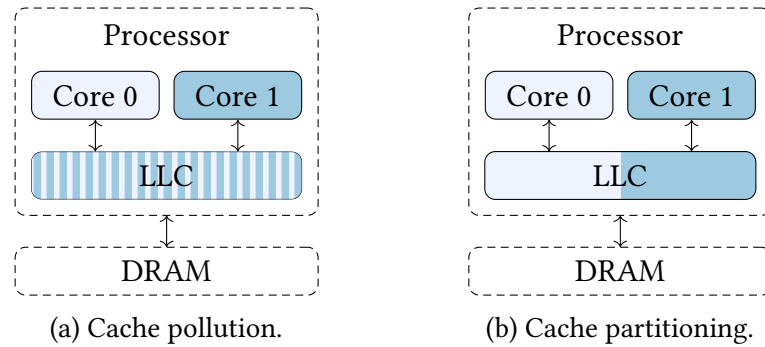 Processor
Core 0 Core 1
LLC
DRAM
(a) Cache pollution.
Processor
Core 0 Core 1
LLC
DRAM
(b) Cache partitioning.